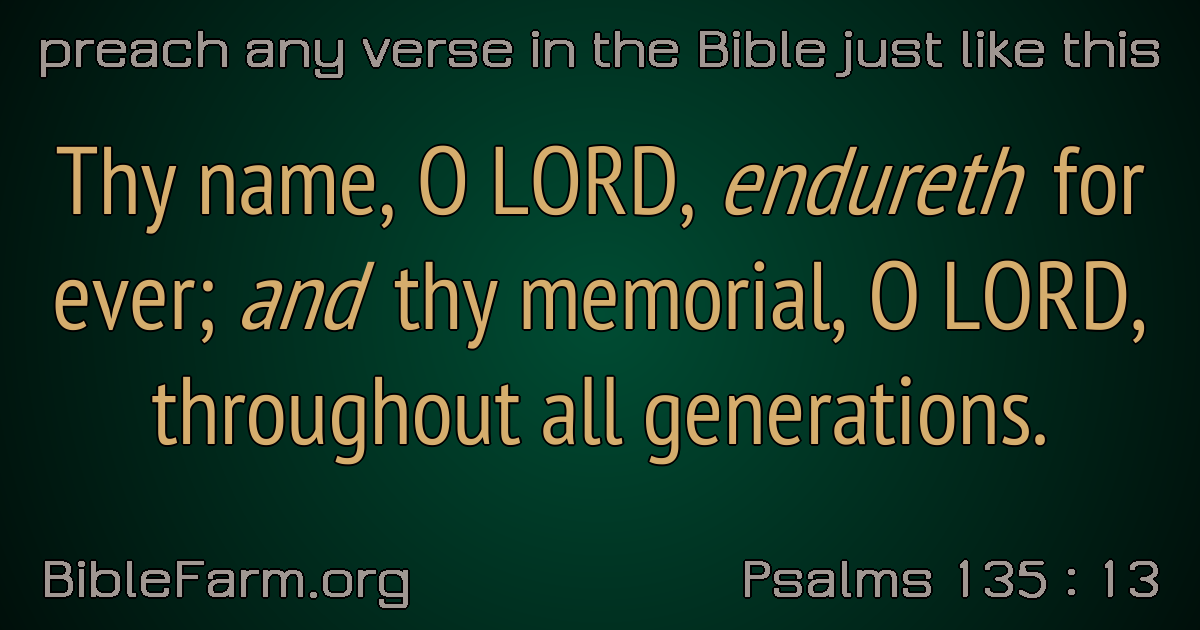 preach any verse in the Bible just like this
Thy name, O LORD, endureth for
ever; and thy memorial, O LORD,
throughout all generations.
BibleFarm.org
Psalms 135 : 13